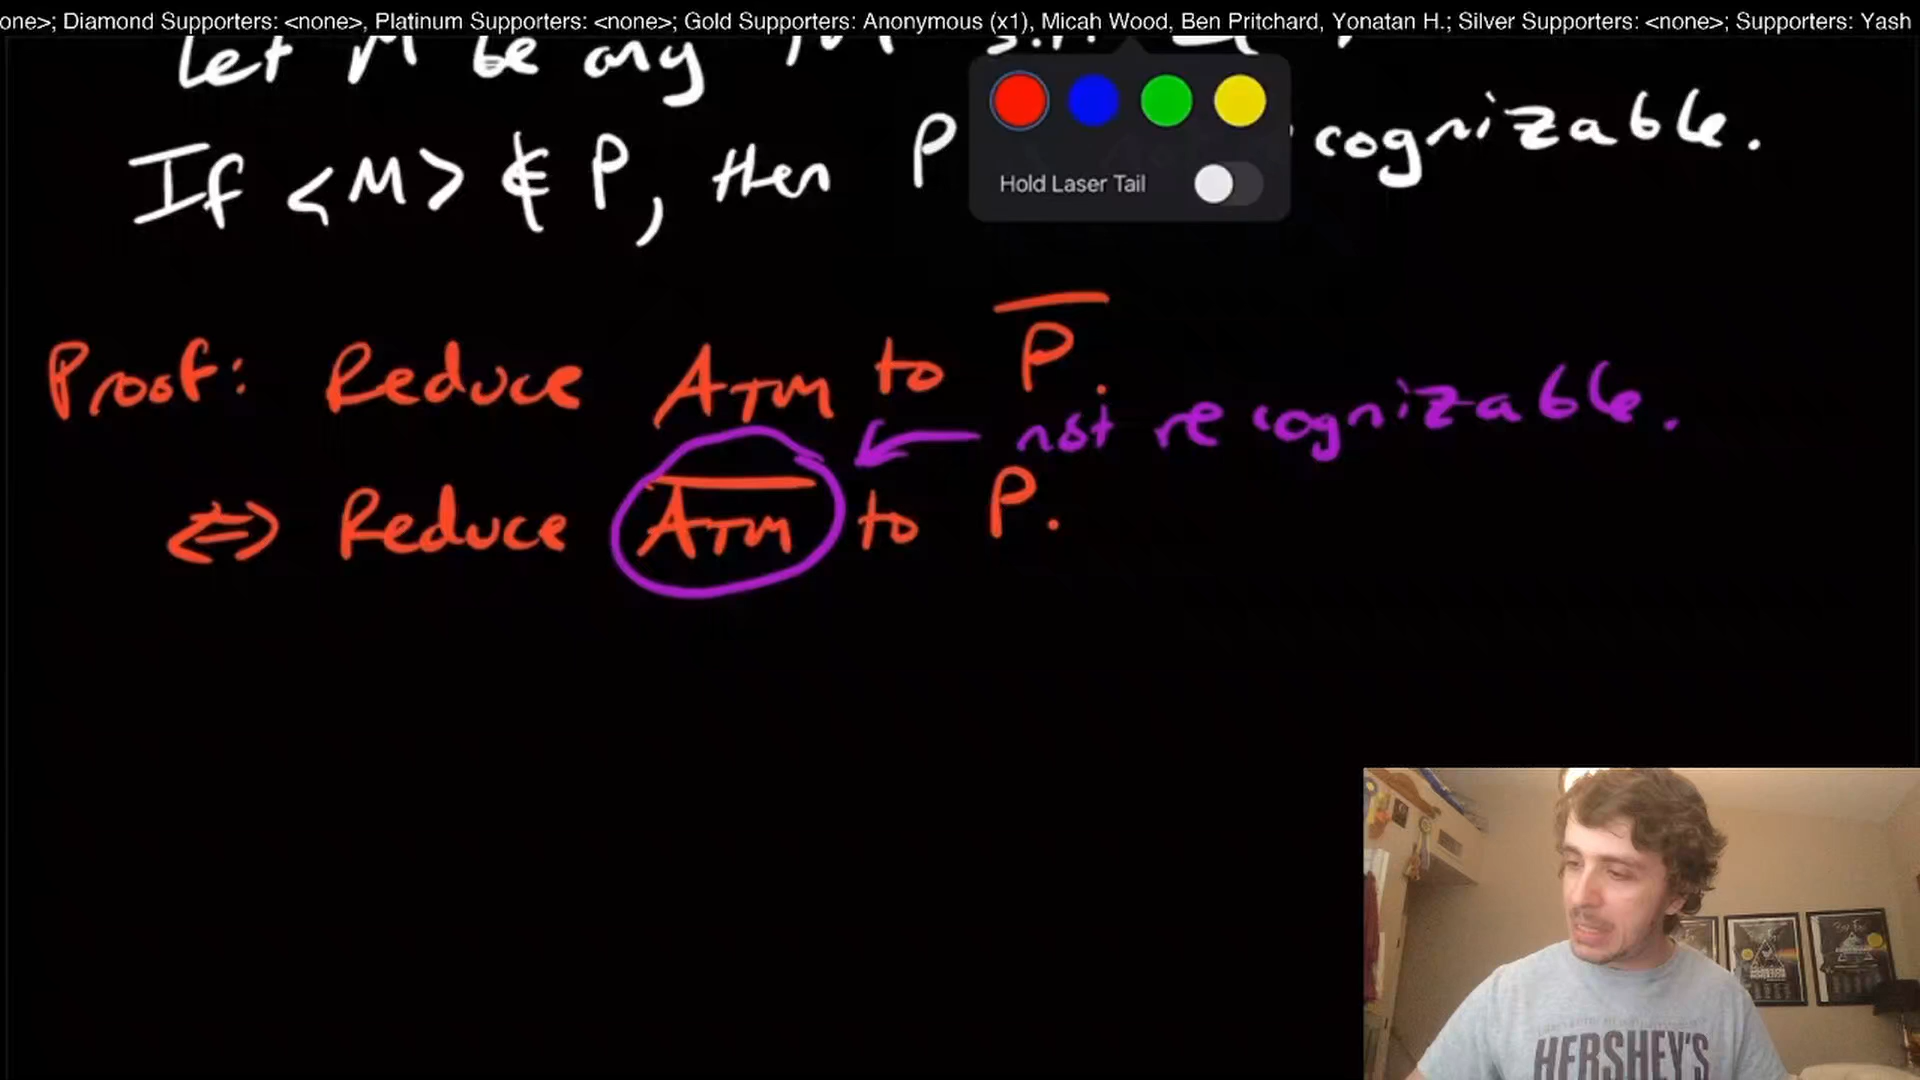 one>; Diamond Supporters: <none>, Platinum Supporters: <none>; Gold Supporters: Anonymous (x1), Micah Wood, Ben Pritchard, Yonatan H.; Silver Supporters: <none>; Supporters: Yash
Let M be any
If <M> ∉ P, then P cognizable.
Hold Laser Tail
Proof: Reduce A_TM to P̅.
not recognizable.
<=> Reduce A̅_T̅M̅ to P.
HERSHEY'S